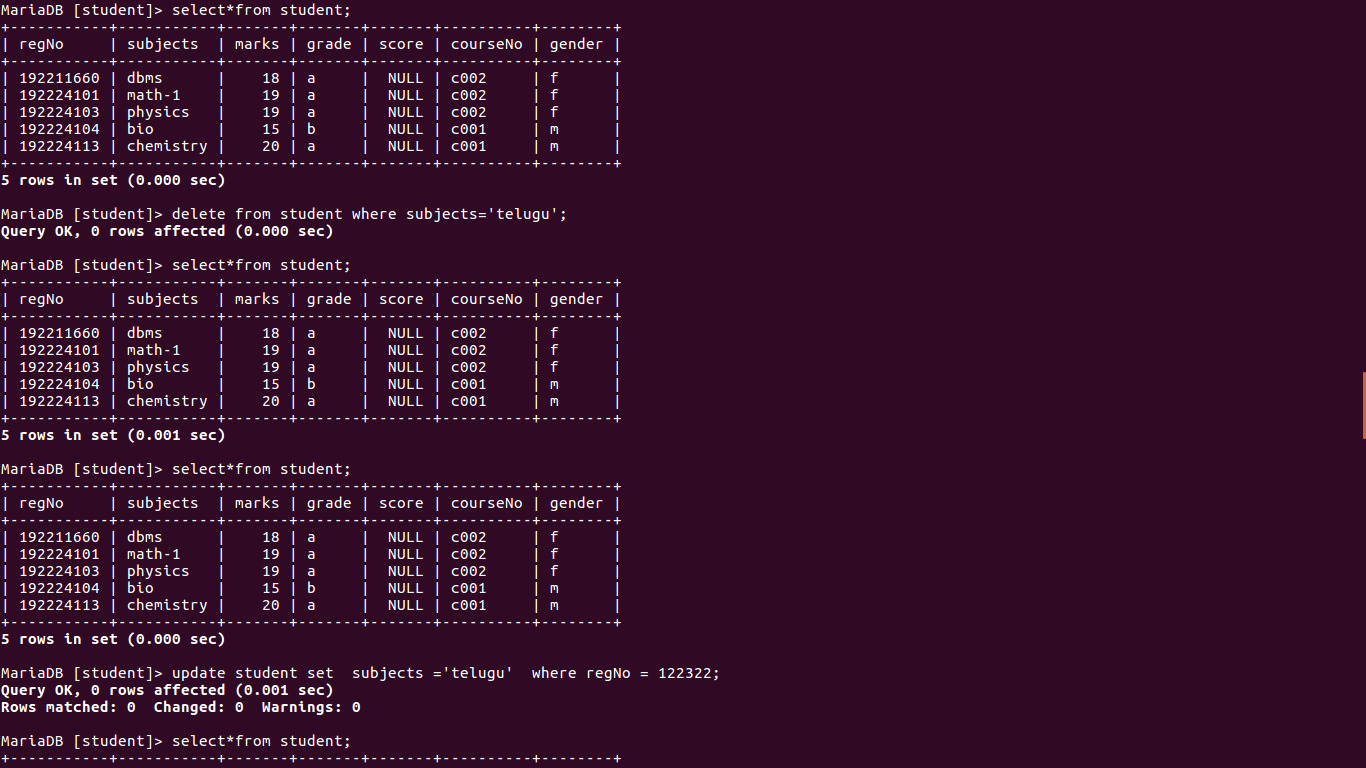 MariaDB [student]> select*from student;
+-----------+-----------+-------+-------+-------+----------+--------+
| regNo     | subjects  | marks | grade | score | courseNo | gender |
+-----------+-----------+-------+-------+-------+----------+--------+
| 192211660 | dbms      |    18 | a     |  NULL | c002     | f      |
| 192224101 | math-1    |    19 | a     |  NULL | c002     | f      |
| 192224103 | physics   |    19 | a     |  NULL | c002     | f      |
| 192224104 | bio       |    15 | b     |  NULL | c001     | m      |
| 192224113 | chemistry |    20 | a     |  NULL | c001     | m      |
+-----------+-----------+-------+-------+-------+----------+--------+
5 rows in set (0.000 sec)
MariaDB [student]> delete from student where subjects='telugu';
Query OK, 0 rows affected (0.000 sec)
MariaDB [student]> select*from student;
+-----------+-----------+-------+-------+-------+----------+--------+
| regNo     | subjects  | marks | grade | score | courseNo | gender |
+-----------+-----------+-------+-------+-------+----------+--------+
| 192211660 | dbms      |    18 | a     |  NULL | c002     | f      |
| 192224101 | math-1    |    19 | a     |  NULL | c002     | f      |
| 192224103 | physics   |    19 | a     |  NULL | c002     | f      |
| 192224104 | bio       |    15 | b     |  NULL | c001     | m      |
| 192224113 | chemistry |    20 | a     |  NULL | c001     | m      |
+-----------+-----------+-------+-------+-------+----------+--------+
5 rows in set (0.001 sec)
MariaDB [student]> select*from student;
+-----------+-----------+-------+-------+-------+----------+--------+
| regNo     | subjects  | marks | grade | score | courseNo | gender |
+-----------+-----------+-------+-------+-------+----------+--------+
| 192211660 | dbms      |    18 | a     |  NULL | c002     | f      |
| 192224101 | math-1    |    19 | a     |  NULL | c002     | f      |
| 192224103 | physics   |    19 | a     |  NULL | c002     | f      |
| 192224104 | bio       |    15 | b     |  NULL | c001     | m      |
| 192224113 | chemistry |    20 | a     |  NULL | c001     | m      |
+-----------+-----------+-------+-------+-------+----------+--------+
5 rows in set (0.000 sec)
MariaDB [student]> update student set  subjects ='telugu'  where regNo = 122322;
Query OK, 0 rows affected (0.001 sec)
Rows matched: 0  Changed: 0  Warnings: 0
MariaDB [student]> select*from student;
+-----------+-----------+-------+-------+-------+----------+--------+